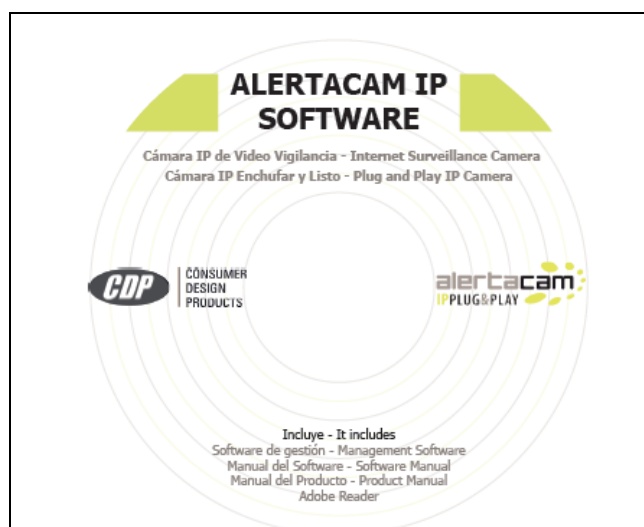 ALERTACAM IP
SOFTWARE
Cámara IP de Video Vigilancia - Internet Surveillance Camera
Cámara IP Enchufar y Listo - Plug and Play IP Camera
CDP
CONSUMER
DESIGN
PRODUCTS
alertacam
IPPLUG&PLAY
Incluye - It includes
Software de gestión - Management Software
Manual del Software - Software Manual
Manual del Producto - Product Manual
Adobe Reader